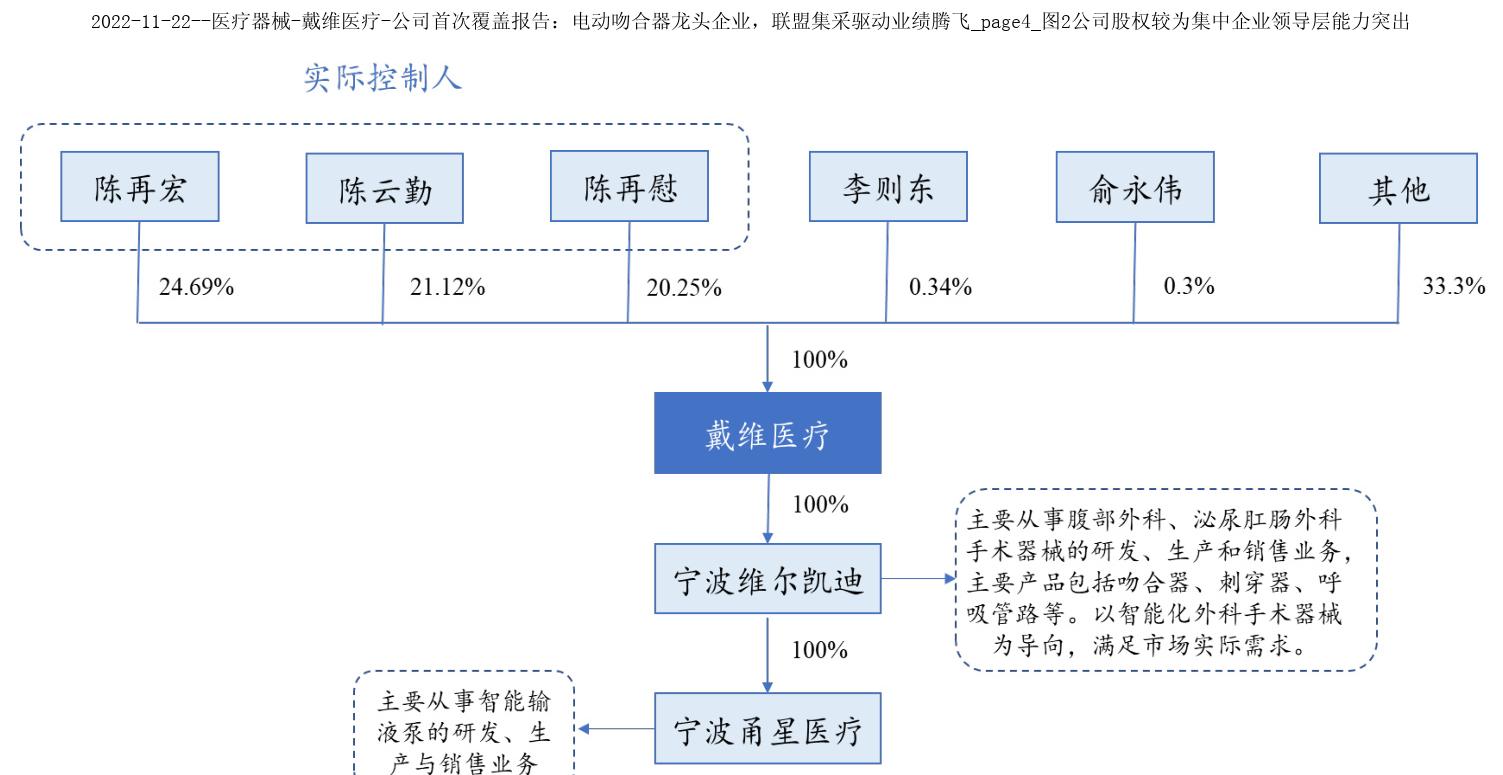 2022-11-22--医疗器械-戴维医疗-公司首次覆盖报告：电动吻合器龙头企业，联盟集采驱动业绩腾飞_page4_图2公司股权较为集中企业领导层能力突出
实际控制人
陈再宏
陈云勤
陈再慰
李则东
俞永伟
其他
24.69%
21.12%
20.25%
0.34%
0.3%
33.3%
100%
戴维医疗
100%
宁波维尔凯迪
主要从事腹部外科、泌尿肛肠外科
手术器械的研发、生产和销售业务，
主要产品包括吻合器、刺穿器、呼
吸管路等。以智能化外科手术器械
为导向，满足市场实际需求。
100%
宁波甬星医疗
主要从事智能输
液泵的研发、生
产与销售业务